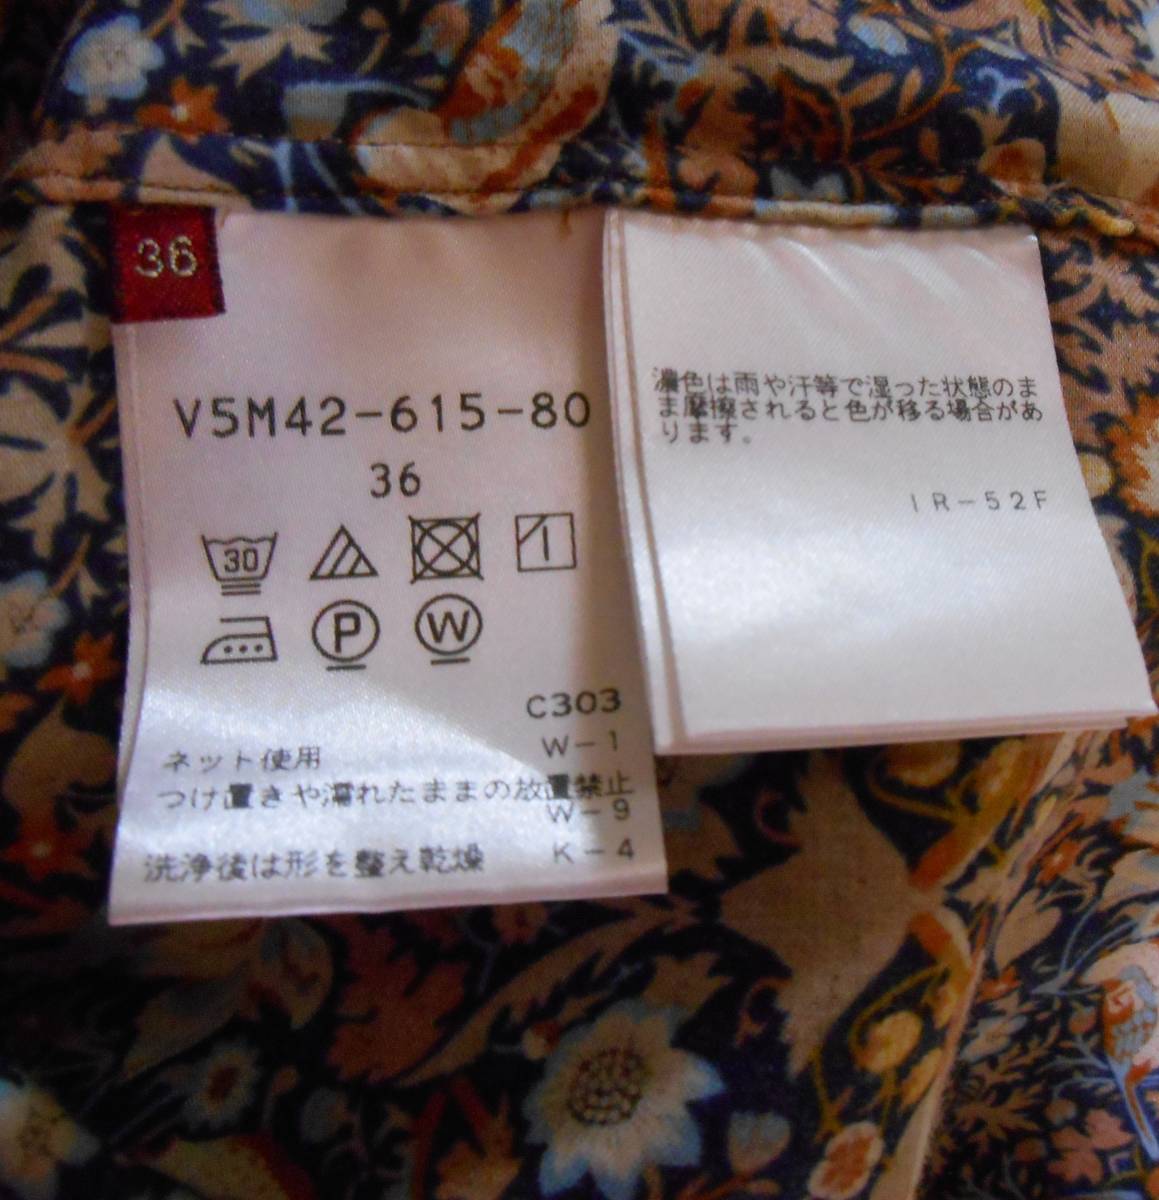 36
V5M42-615-80
36
30
P
W
C303
W-1
ネット使用
つけ置きや濡れたままの放置禁止
W-9
洗浄後は形を整え乾燥
K-4
濃色は雨や汗等で湿った状態のま
ま摩擦されると色が移る場合があ
ります。
IR-52F